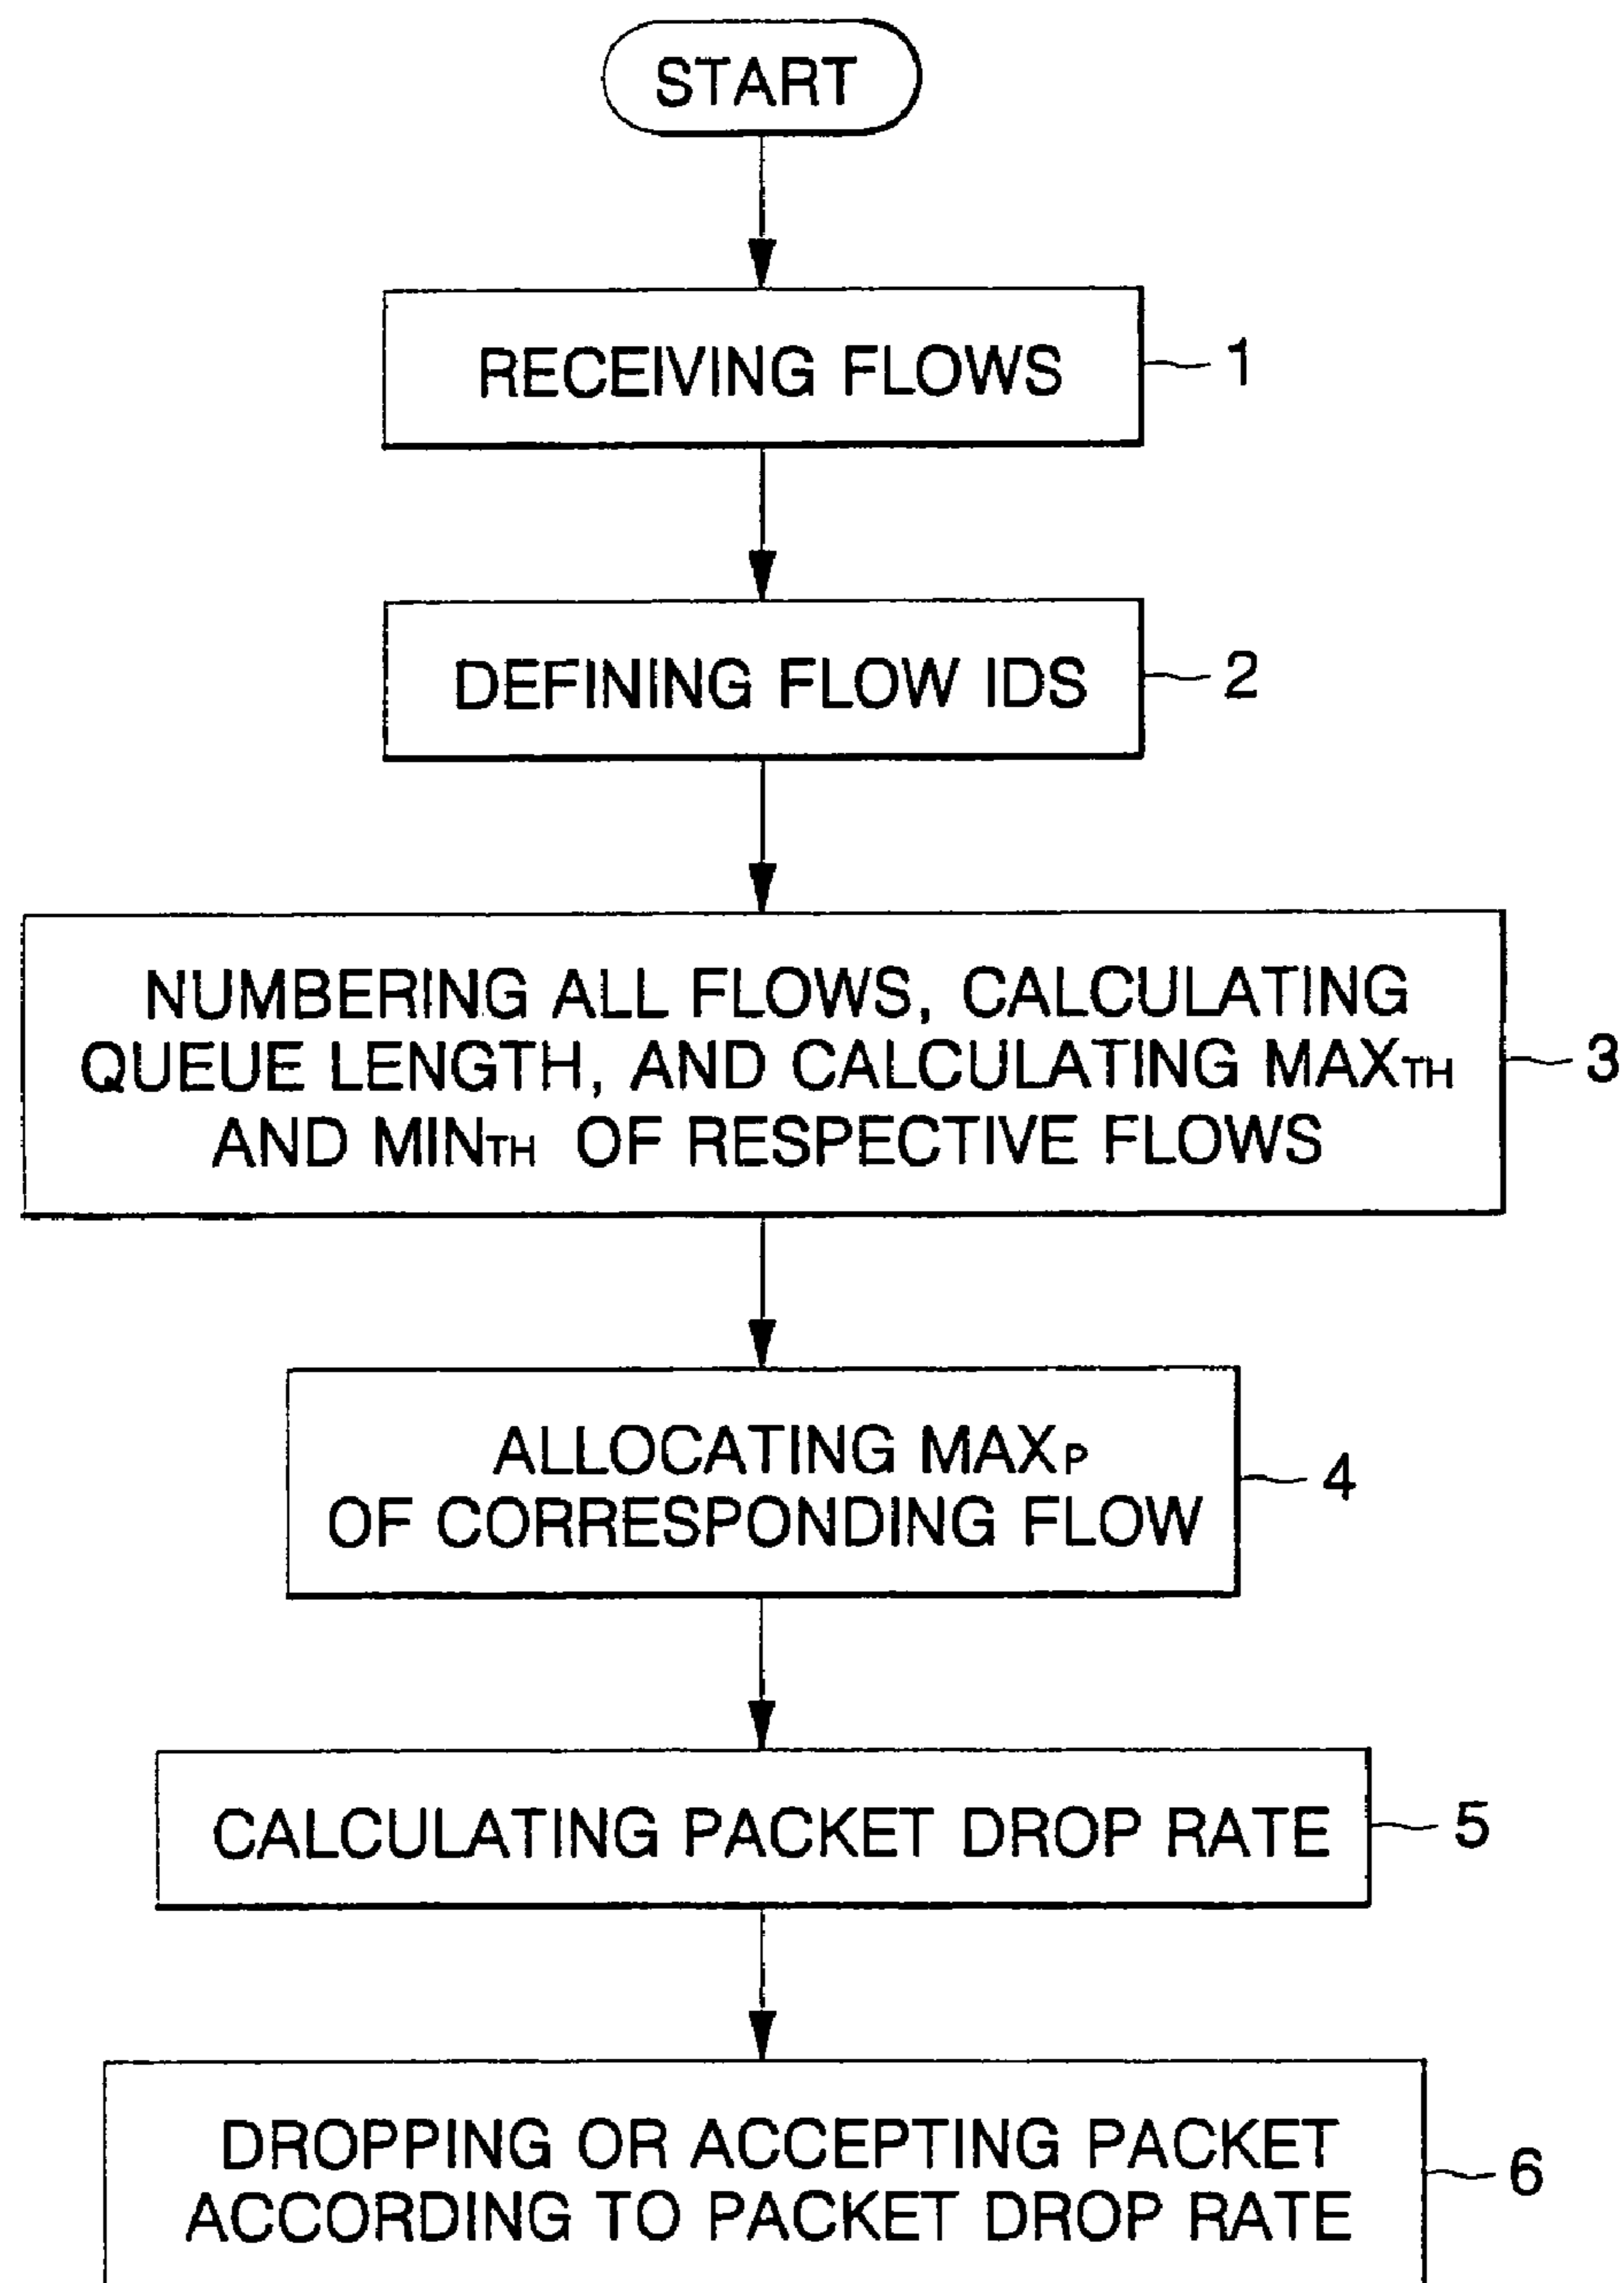 START
RECEIVING FLOWS
1
DEFINING FLOW IDS
2
NUMBERING ALL FLOWS, CALCULATING
QUEUE LENGTH, AND CALCULATING MAXTH
AND MINTH OF RESPECTIVE FLOWS
3
ALLOCATING MAXP
OF CORRESPONDING FLOW
4
CALCULATING PACKET DROP RATE
5
DROPPING OR ACCEPTING PACKET
ACCORDING TO PACKET DROP RATE
6